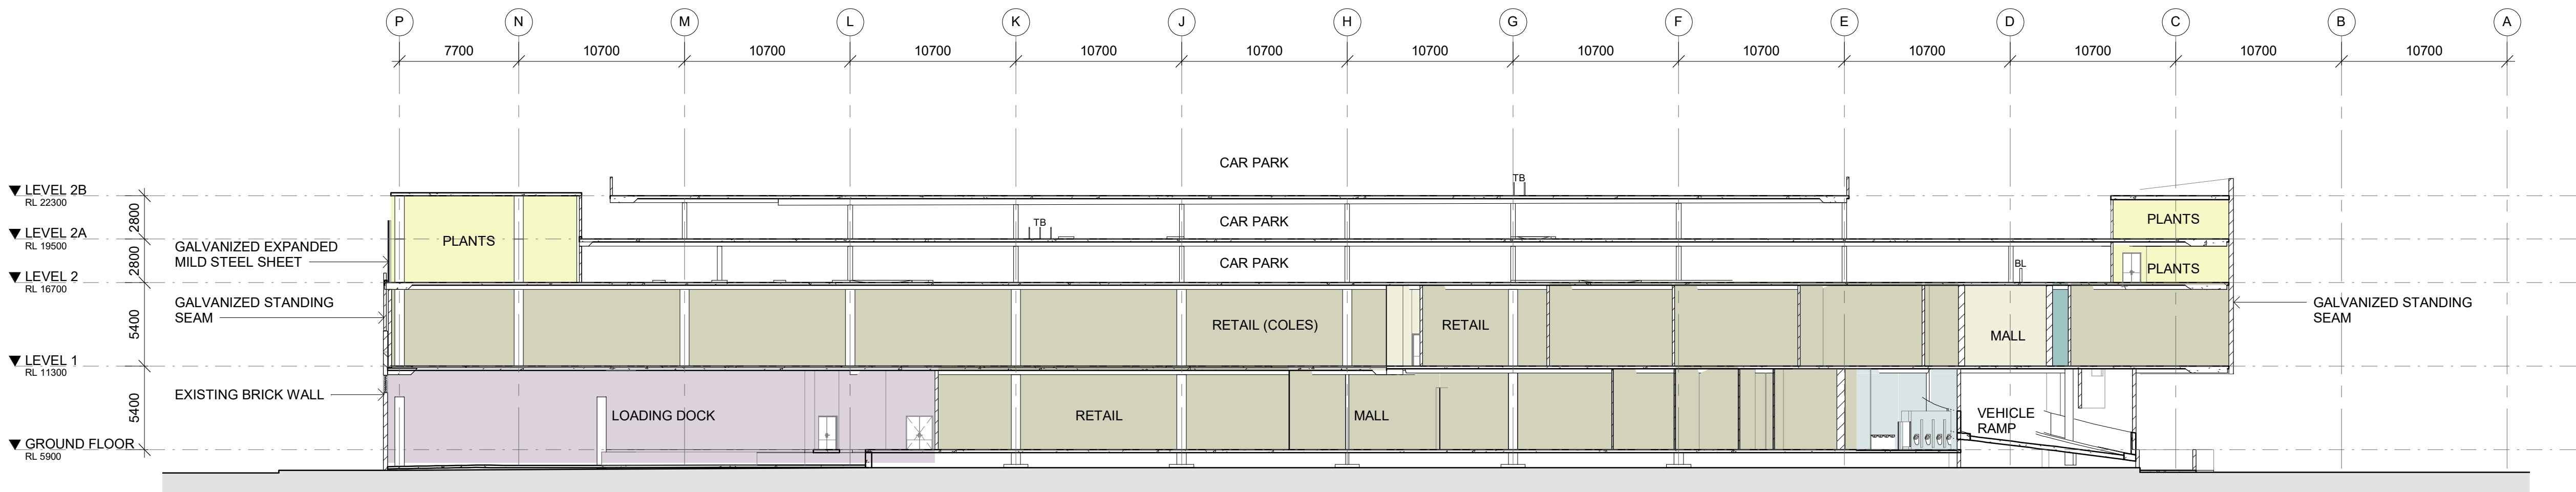 P N M L K J H G F E D C B A
7700 10700 10700 10700 10700 10700 10700 10700 10700 10700 10700 10700 10700
CAR PARK
LEVEL 2B
RL 22300
TB
2800
PLANTS
CAR PARK
TB
LEVEL 2A
RL 19500
PLANTS
GALVANIZED EXPANDED
MILD STEEL SHEET
2800
CAR PARK
BL
PLANTS
LEVEL 2
RL 16700
GALVANIZED STANDING
SEAM
GALVANIZED STANDING
SEAM
5400
RETAIL (COLES)
RETAIL
MALL
LEVEL 1
RL 11300
EXISTING BRICK WALL
5400
LOADING DOCK
RETAIL
MALL
VEHICLE
RAMP
GROUND FLOOR
RL 5900